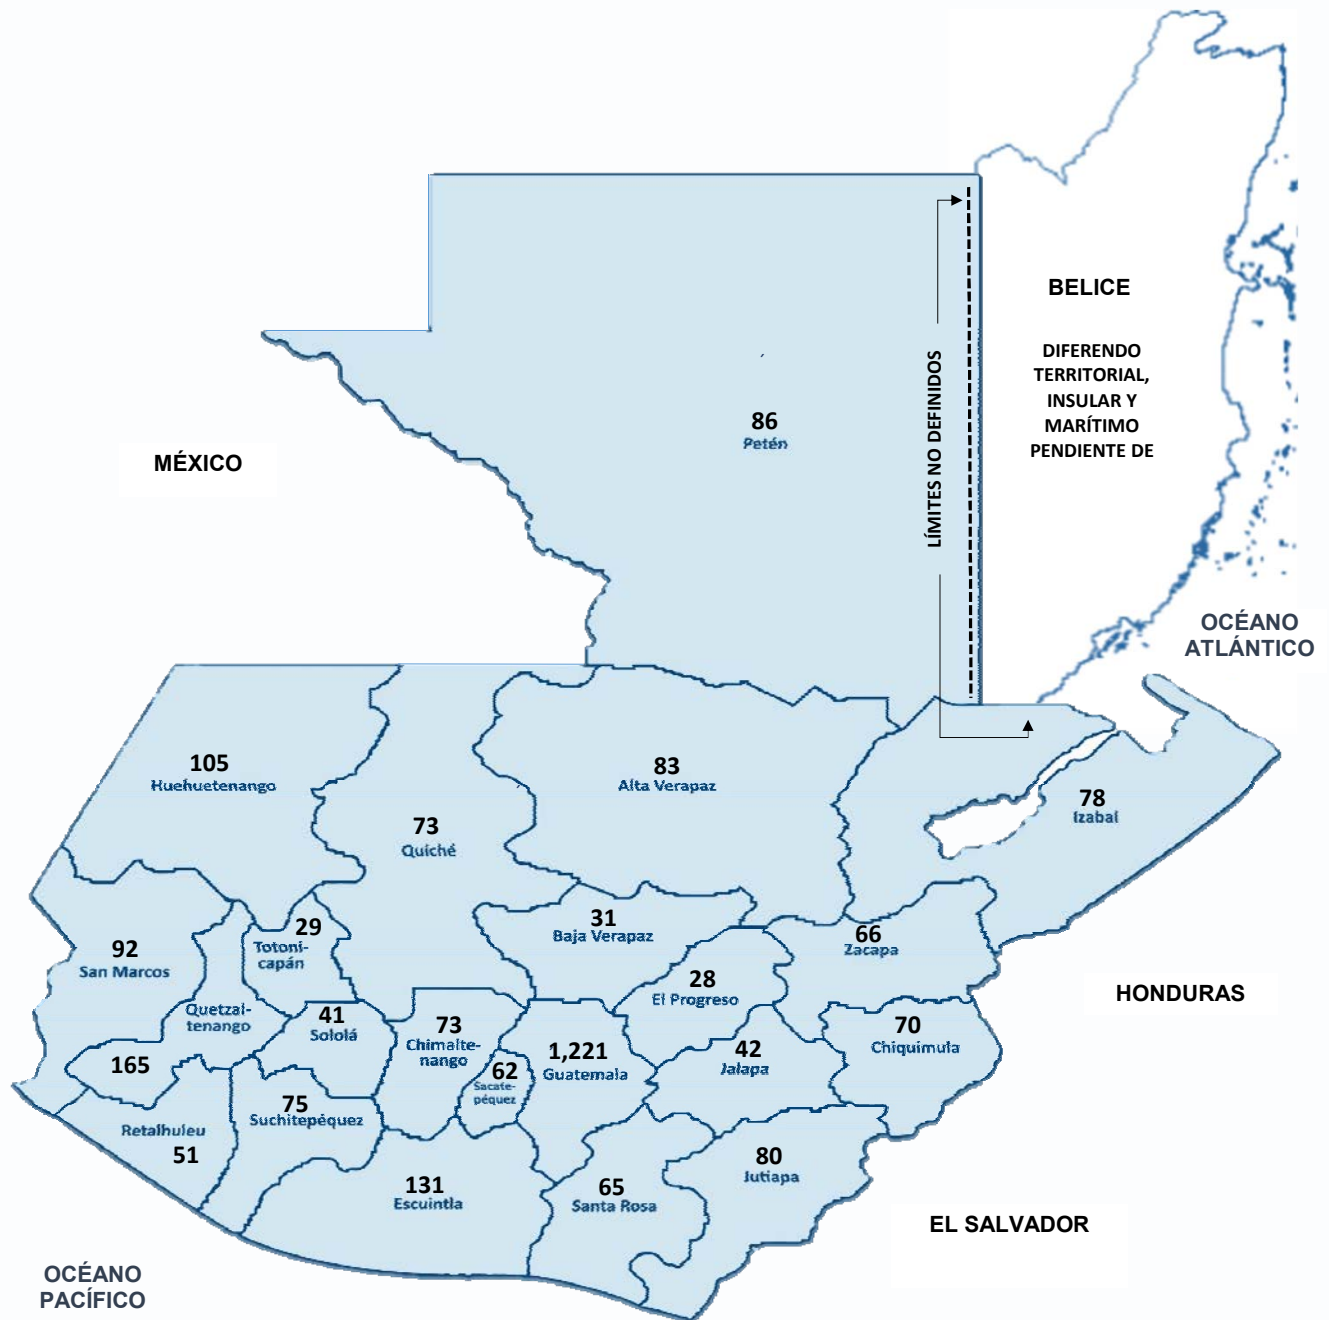 BELICE
DIFERENDO
TERRITORIAL,
INSULAR Y
MARÍTIMO
PENDIENTE DE
LÍMITES NO DEFINIDOS
86
Petén
MÉXICO
OCÉANO
ATLÁNTICO
105
Huehuetenango
83
Alta Verapaz
78
Izabal
73
Quiché
29
Totoni-
capán
31
Baja Verapaz
66
Zacapa
92
San Marcos
28
El Progreso
HONDURAS
Quetzal-
tenango
165
41
Sololá
73
Chimalte-
nango
62
Sacate-
péquez
1,221
Guatemala
42
Jalapa
70
Chiquimula
75
Suchitepéquez
Retalhuleu
51
131
Escuintla
65
Santa Rosa
80
Jutiapa
EL SALVADOR
OCÉANO
PACÍFICO